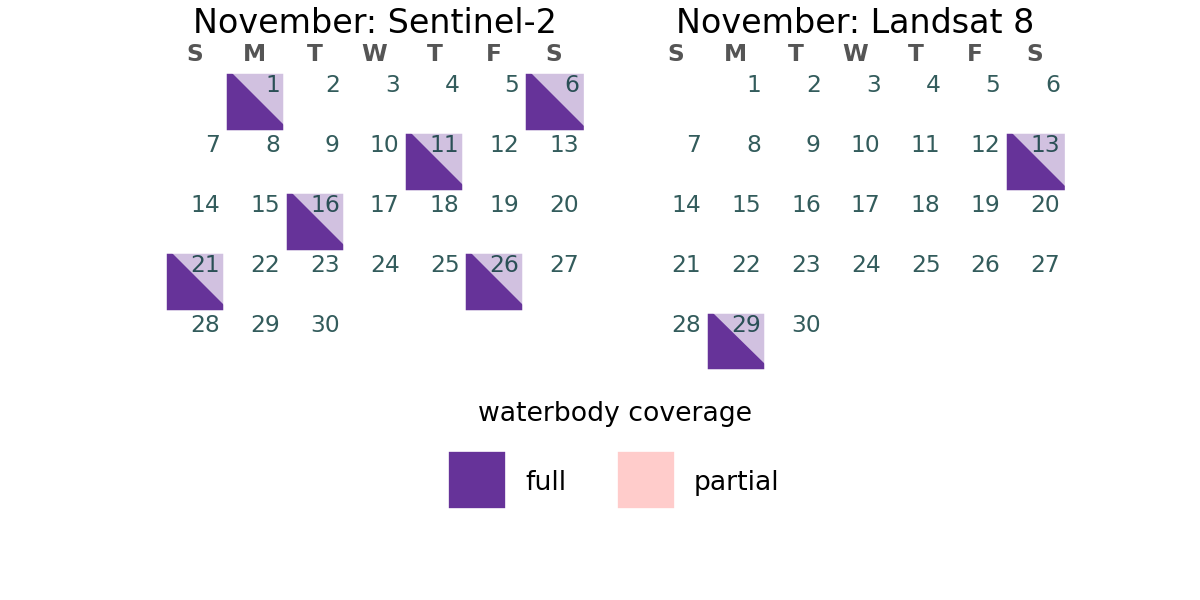 November: Sentinel-2
S M T W T F S
1 2 3 4 5 6
7 8 9 10 11 12 13
14 15 16 17 18 19 20
21 22 23 24 25 26 27
28 29 30
November: Landsat 8
S M T W T F S
1 2 3 4 5 6
7 8 9 10 11 12 13
14 15 16 17 18 19 20
21 22 23 24 25 26 27
28 29 30
waterbody coverage
full partial